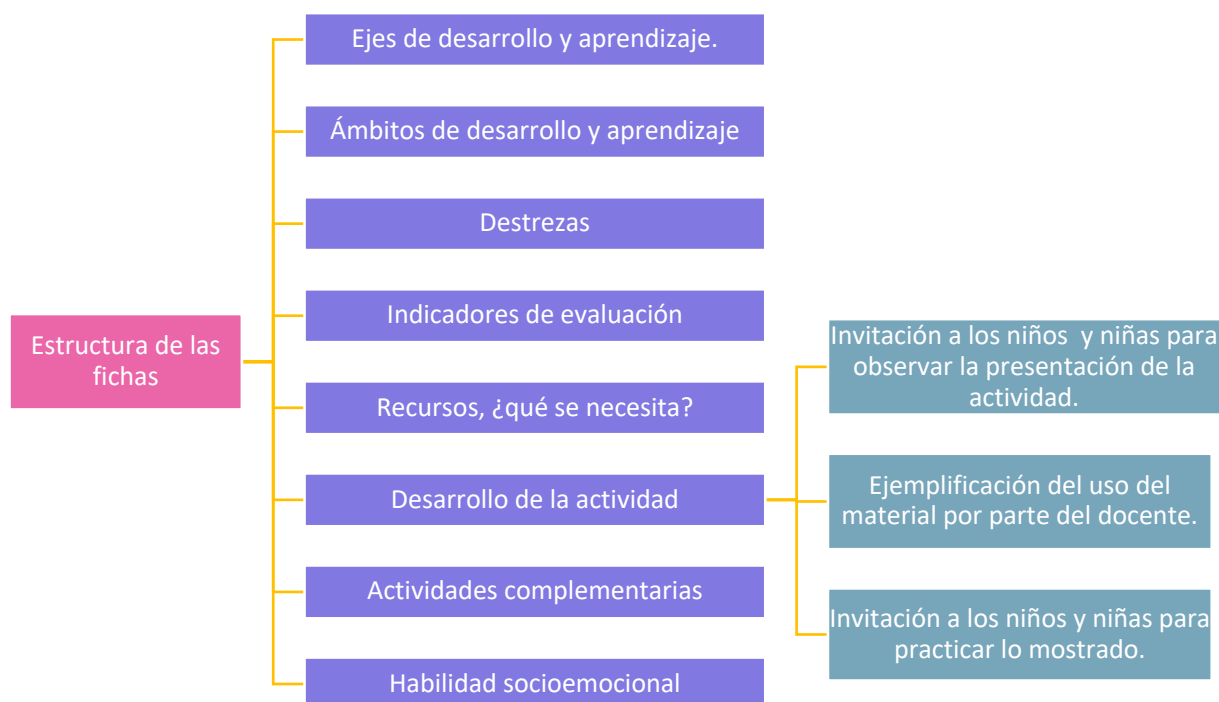 Ejes de desarrollo y aprendizaje.
Ámbitos de desarrollo y aprendizaje
Destrezas
Indicadores de evaluación
Estructura de las
fichas
Recursos, ¿qué se necesita?
Desarrollo de la actividad
Actividades complementarias
Habilidad socioemocional
Invitación a los niños y niñas para
observar la presentación de la
actividad.
Ejemplificación del uso del
material por parte del docente.
Invitación a los niños y niñas para
practicar lo mostrado.